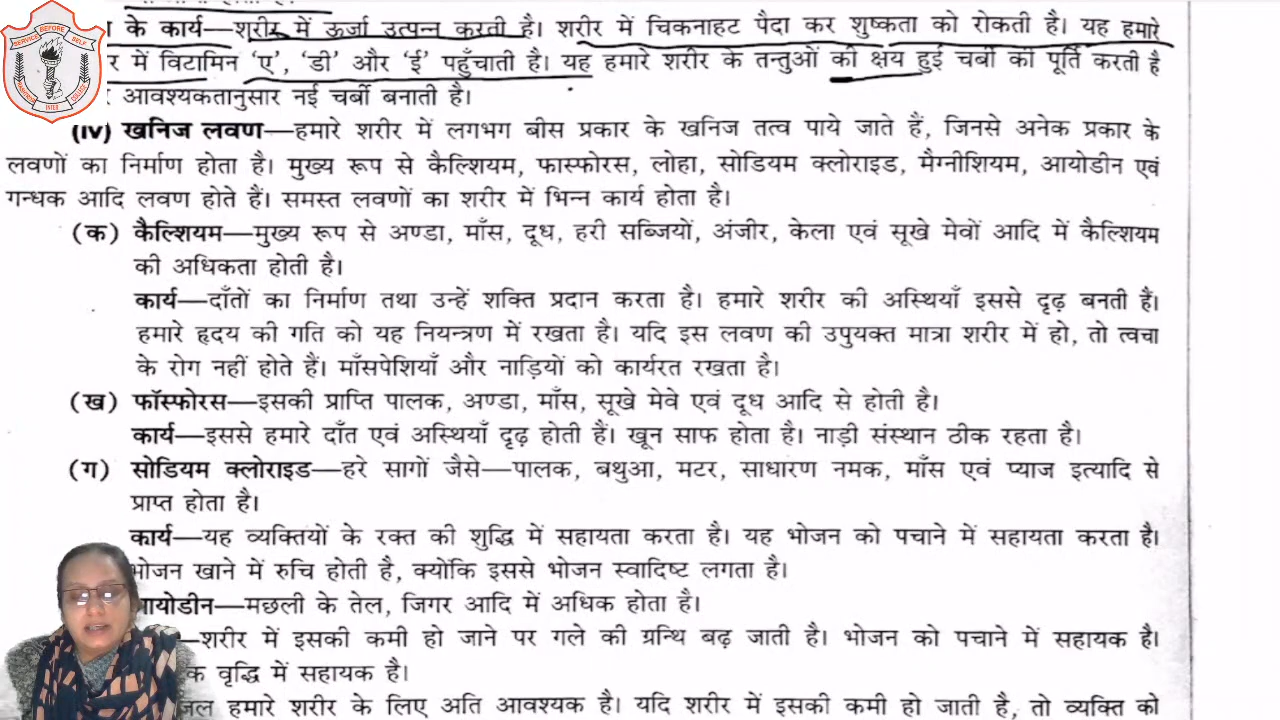 के कार्य—शरीर में ऊर्जा उत्पन्न करती है। शरीर में चिकनाहट पैदा कर शुष्कता को रोकती है। यह हमारे
में विटामिन 'ए', 'डी' और 'ई' पहुँचाती है। यह हमारे शरीर के तन्तुओं की क्षय हुई चर्बी की पूर्ति करती है
आवश्यकतानुसार नई चर्बी बनाती है।
(iv) खनिज लवण—हमारे शरीर में लगभग बीस प्रकार के खनिज तत्व पाये जाते हैं, जिनसे अनेक प्रकार के
लवणों का निर्माण होता है। मुख्य रूप से कैल्शियम, फास्फोरस, लोहा, सोडियम क्लोराइड, मैग्नीशियम, आयोडीन एवं
गन्धक आदि लवण होते हैं। समस्त लवणों का शरीर में भिन्न कार्य होता है।
(क) कैल्शियम—मुख्य रूप से अण्डा, माँस, दूध, हरी सब्जियों, अंजीर, केला एवं सूखे मेवों आदि में कैल्शियम
की अधिकता होती है।
कार्य—दाँतों का निर्माण तथा उन्हें शक्ति प्रदान करता है। हमारे शरीर की अस्थियाँ इससे दृढ़ बनती हैं।
हमारे हृदय की गति को यह नियन्त्रण में रखता है। यदि इस लवण की उपुयक्त मात्रा शरीर में हो, तो त्वचा
के रोग नहीं होते हैं। माँसपेशियाँ और नाड़ियों को कार्यरत रखता है।
(ख) फॉस्फोरस—इसकी प्राप्ति पालक, अण्डा, माँस, सूखे मेवे एवं दूध आदि से होती है।
कार्य—इससे हमारे दाँत एवं अस्थियाँ दृढ़ होती हैं। खून साफ होता है। नाड़ी संस्थान ठीक रहता है।
(ग) सोडियम क्लोराइड—हरे सागों जैसे—पालक, बथुआ, मटर, साधारण नमक, माँस एवं प्याज इत्यादि से
प्राप्त होता है।
कार्य—यह व्यक्तियों के रक्त की शुद्धि में सहायता करता है। यह भोजन को पचाने में सहायता करता है।
भोजन खाने में रुचि होती है, क्योंकि इससे भोजन स्वादिष्ट लगता है।
आयोडीन—मछली के तेल, जिगर आदि में अधिक होता है।
—शरीर में इसकी कमी हो जाने पर गले की ग्रन्थि बढ़ जाती है। भोजन को पचाने में सहायक है।
वृद्धि में सहायक है।
जल हमारे शरीर के लिए अति आवश्यक है। यदि शरीर में इसकी कमी हो जाती है, तो व्यक्ति को
SERVICE BEFORE SELF
INTER COLLEGE